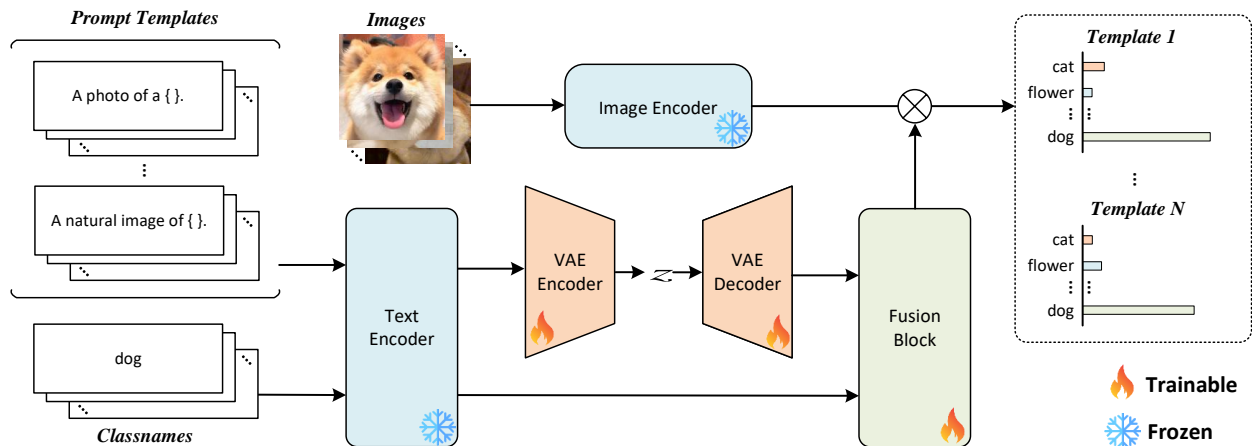 Prompt Templates
A photo of a { }.
A natural image of { }.
dog
Classnames
Images
Image Encoder
Text
Encoder
VAE
Encoder
z
VAE
Decoder
Fusion
Block
Template 1
cat
flower
dog
Template N
cat
flower
dog
Trainable
Frozen